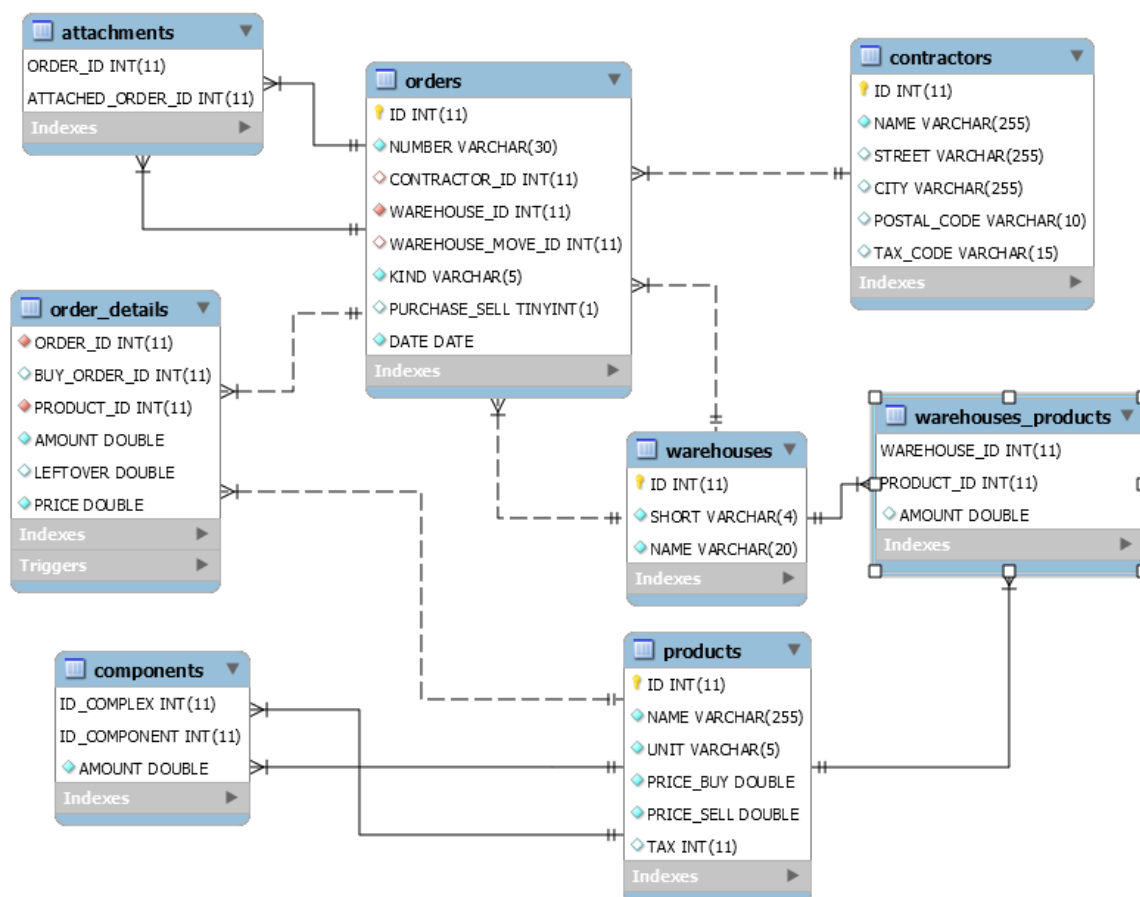 attachments
ORDER_ID INT(11)
ATTACHED_ORDER_ID INT(11)
Indexes
orders
ID INT(11)
NUMBER VARCHAR(30)
CONTRACTOR_ID INT(11)
WAREHOUSE_ID INT(11)
WAREHOUSE_MOVE_ID INT(11)
KIND VARCHAR(5)
PURCHASE_SELL TINYINT(1)
DATE DATE
Indexes
contractors
ID INT(11)
NAME VARCHAR(255)
STREET VARCHAR(255)
CITY VARCHAR(255)
POSTAL_CODE VARCHAR(10)
TAX_CODE VARCHAR(15)
Indexes
order_details
ORDER_ID INT(11)
BUY_ORDER_ID INT(11)
PRODUCT_ID INT(11)
AMOUNT DOUBLE
LEFTOVER DOUBLE
PRICE DOUBLE
Indexes
Triggers
warehouses
ID INT(11)
SHORT VARCHAR(4)
NAME VARCHAR(20)
Indexes
warehouses_products
WAREHOUSE_ID INT(11)
PRODUCT_ID INT(11)
AMOUNT DOUBLE
Indexes
components
ID_COMPLEX INT(11)
ID_COMPONENT INT(11)
AMOUNT DOUBLE
Indexes
products
ID INT(11)
NAME VARCHAR(255)
UNIT VARCHAR(5)
PRICE_BUY DOUBLE
PRICE_SELL DOUBLE
TAX INT(11)
Indexes